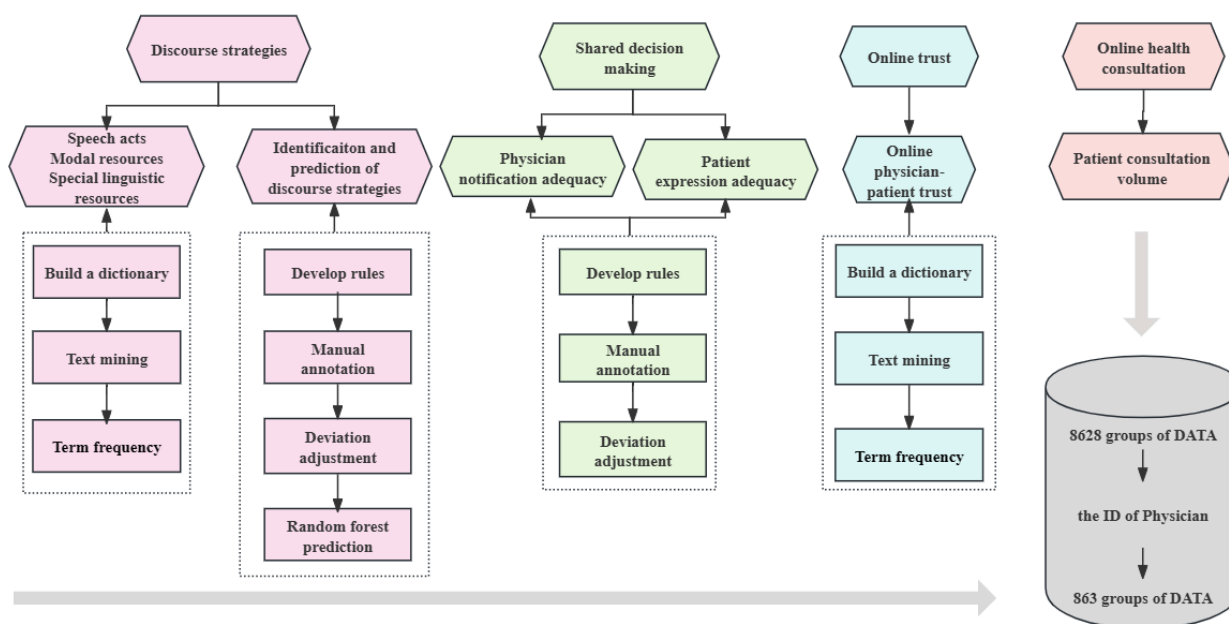 Discourse strategies
Shared decision
making
Online trust
Online health
consultation
Speech acts
Modal resources
Special linguistic
resources
Identificaiton and
prediction of
discourse strategies
Physician
notification adequacy
Patient
expression adequacy
Online
physician-
patient trust
Patient consultation
volume
Build a dictionary
Text mining
Term frequency
Develop rules
Manual
annotation
Deviation
adjustment
Random forest
prediction
Develop rules
Manual
annotation
Deviation
adjustment
Build a dictionary
Text mining
Term frequency
8628 groups of DATA
the ID of Physician
863 groups of DATA